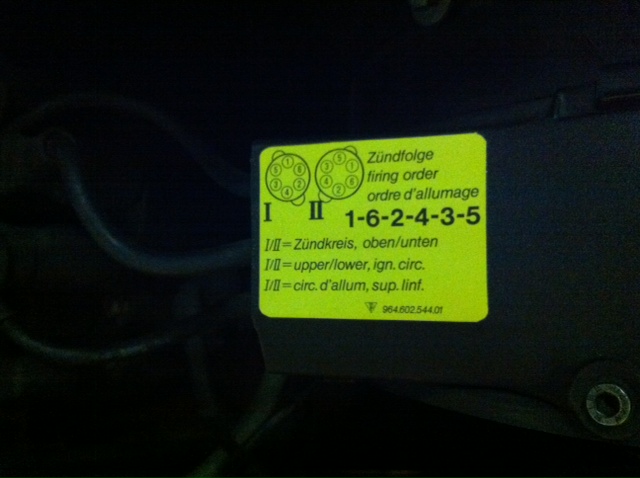 Zündfolge
firing order
ordre d'allumage
I II 1-6-2-4-3-5
I/II = Zündkreis, oben/unten
I/II = upper/lower, ign. circ.
I/II = circ. d'allum, sup. linf.
964.602.544.01